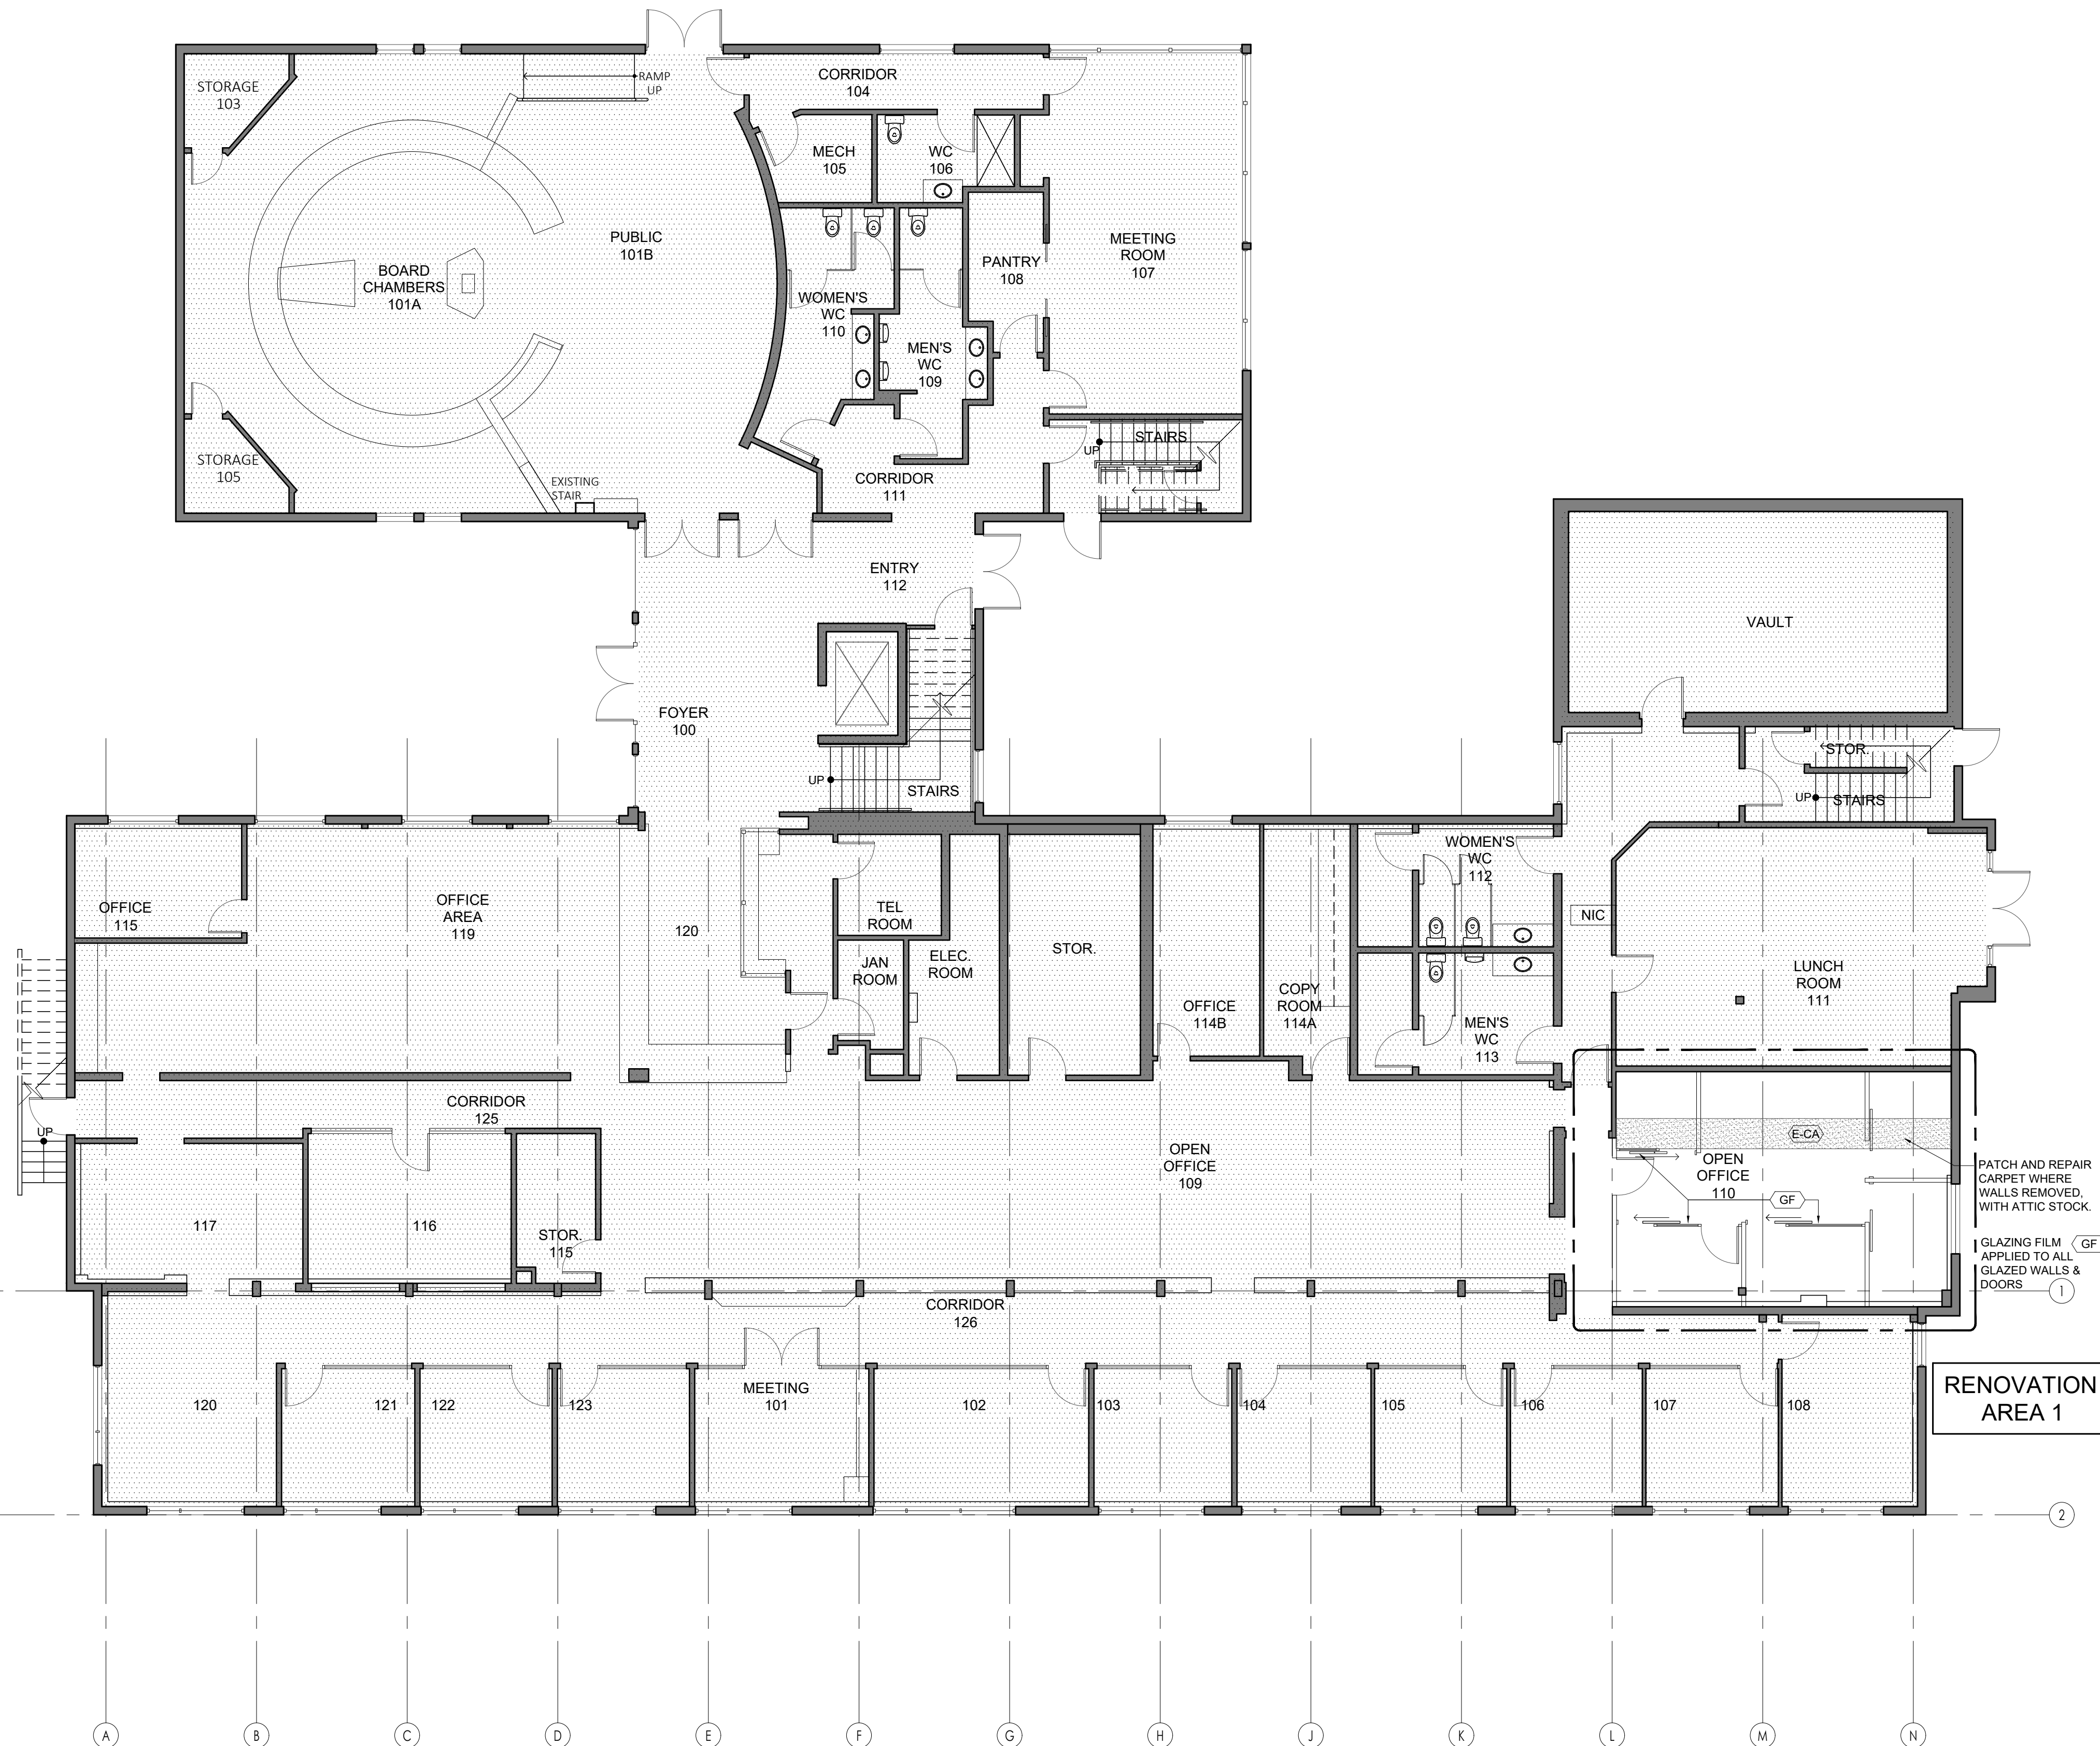 STORAGE
103
RAMP
UP
CORRIDOR
104
MECH
105
WC
106
PUBLIC
101B
BOARD
CHAMBERS
101A
PANTRY
108
MEETING
ROOM
107
WOMEN'S
WC
110
MEN'S
WC
109
STORAGE
105
EXISTING
STAIR
CORRIDOR
111
UP
STAIRS
ENTRY
112
VAULT
FOYER
100
UP
STAIRS
STOR.
UP
STAIRS
OFFICE
115
OFFICE
AREA
119
120
TEL
ROOM
JAN
ROOM
ELEC.
ROOM
STOR.
OFFICE
114B
COPY
ROOM
114A
WOMEN'S
WC
112
MEN'S
WC
113
NIC
LUNCH
ROOM
111
UP
CORRIDOR
125
117
116
STOR.
115
OPEN
OFFICE
109
E-CA
OPEN
OFFICE
110
GF
PATCH AND REPAIR
CARPET WHERE
WALLS REMOVED,
WITH ATTIC STOCK.
GLAZING FILM GF
APPLIED TO ALL
GLAZED WALLS &
DOORS
1
CORRIDOR
126
120
121
122
123
MEETING
101
102
103
104
105
106
107
108
RENOVATION
AREA 1
2
A
B
C
D
E
F
G
H
J
K
L
M
N